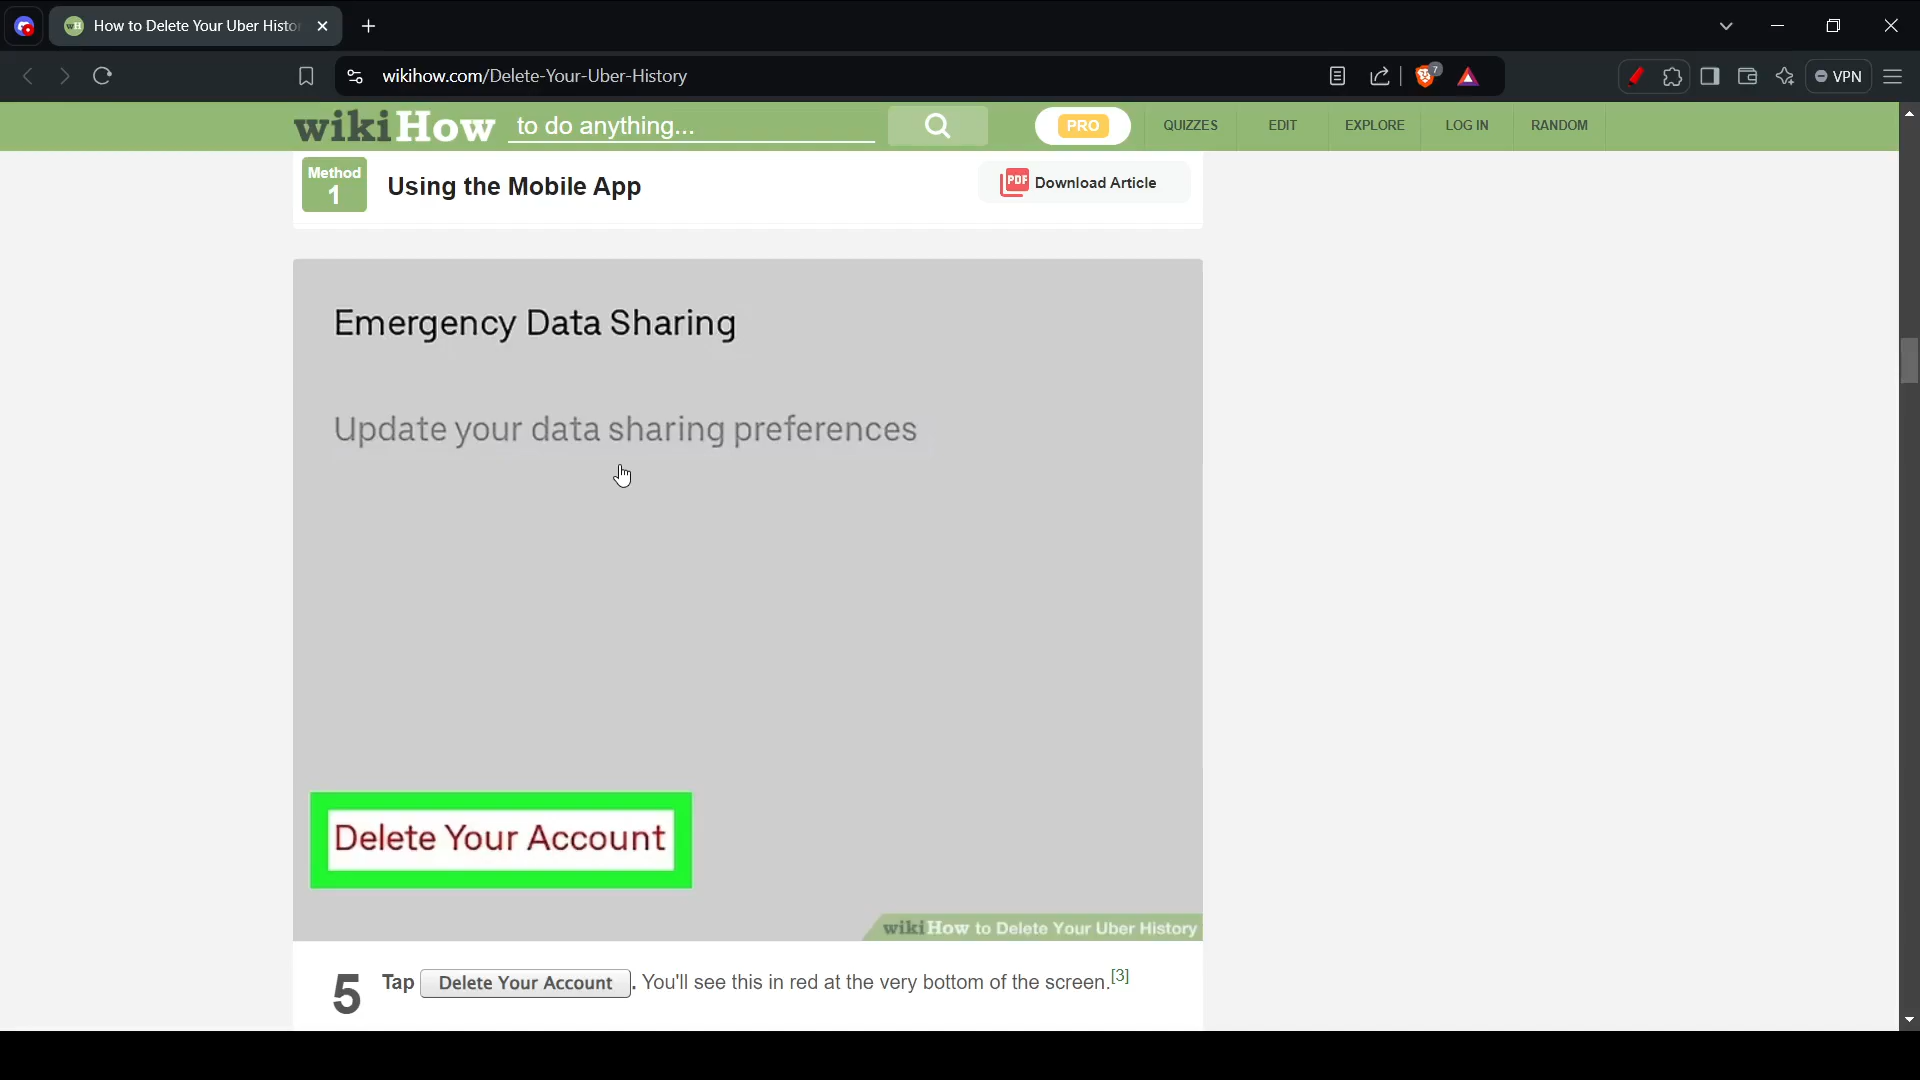 How to Delete Your Uber Histo
wikihow.com/Delete-Your-Uber-History
7
VPN
wikiHow to do anything...
PRO
QUIZZES
EDIT
EXPLORE
LOG IN
RANDOM
Method
1
Using the Mobile App
PDF
Download Article
Emergency Data Sharing
Update your data sharing preferences
Delete Your Account
wikiHow to Delete Your Uber History
5
Tap Delete Your Account. You'll see this in red at the very bottom of the screen.[3]